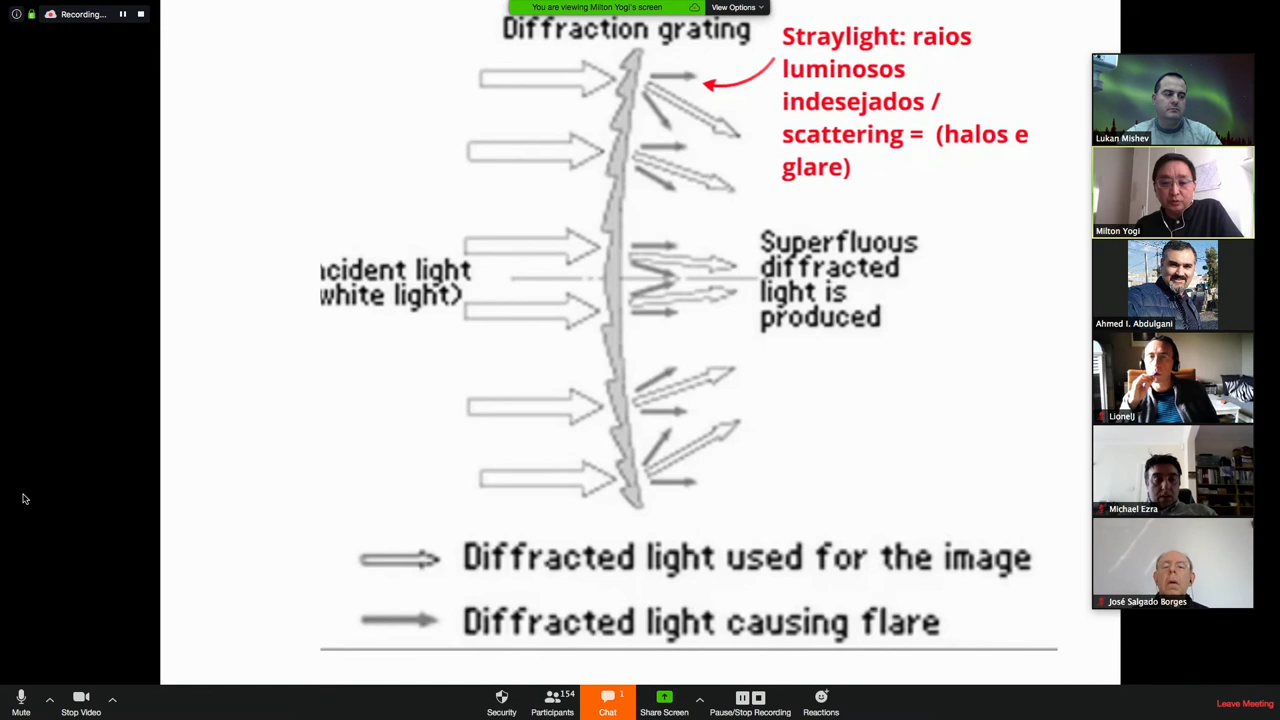 Recording...
You are viewing Milton Yogi's screen
View Options
Diffraction grating
Straylight: raios
luminosos
indesejados /
scattering = (halos e
glare)
ncident light
(white light)
Superfluous
diffracted
light is
produced
Diffracted light used for the image
Diffracted light causing flare
Lukan Mishev
Milton Yogi
Ahmed I. Abdulgani
LionelJ
Michael Ezra
José Salgado Borges
Mute
Stop Video
Security
154
Participants
1
Chat
Share Screen
Pause/Stop Recording
Reactions
Leave Meeting